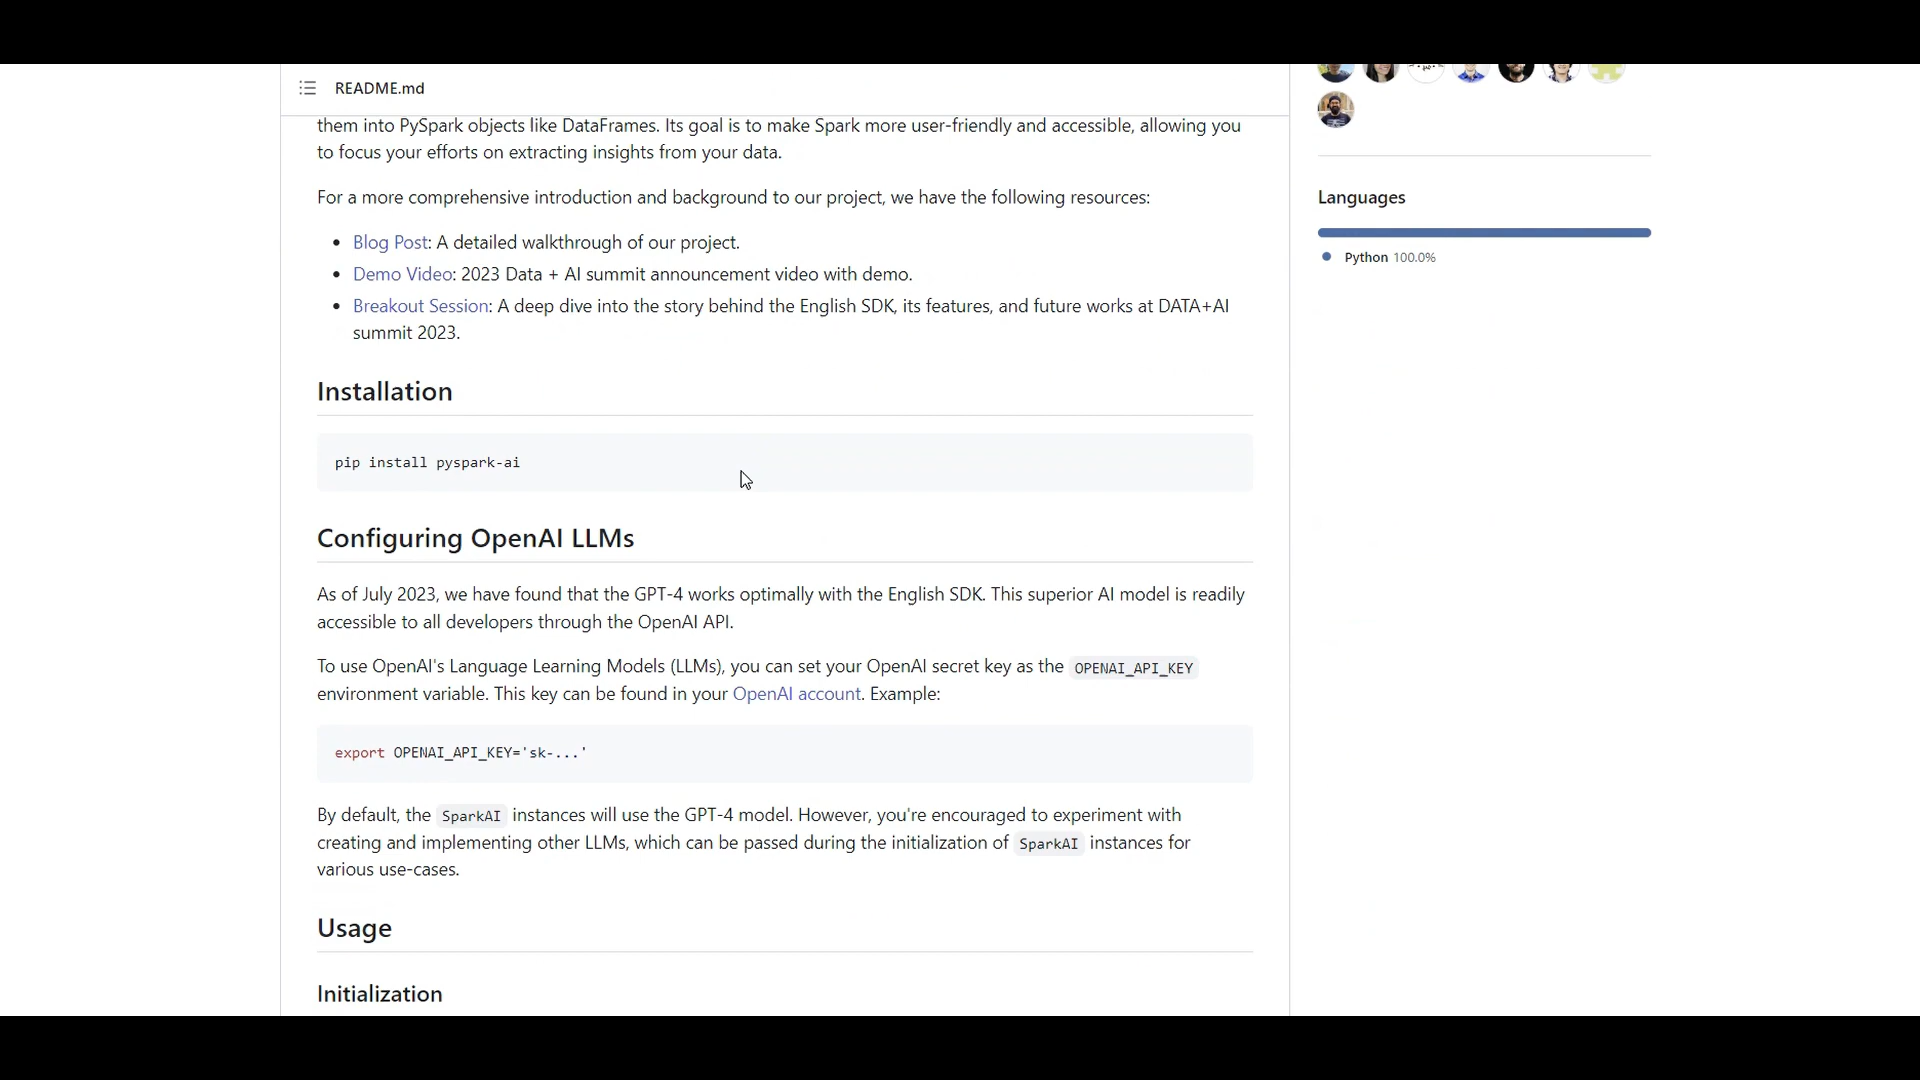 README.md
them into PySpark objects like DataFrames. Its goal is to make Spark more user-friendly and accessible, allowing you
to focus your efforts on extracting insights from your data.
For a more comprehensive introduction and background to our project, we have the following resources:
Blog Post: A detailed walkthrough of our project.
Demo Video: 2023 Data + AI summit announcement video with demo.
Breakout Session: A deep dive into the story behind the English SDK, its features, and future works at DATA+AI
summit 2023.
Installation
pip install pyspark-ai
Configuring OpenAI LLMs
As of July 2023, we have found that the GPT-4 works optimally with the English SDK. This superior AI model is readily
accessible to all developers through the OpenAI API.
To use OpenAI's Language Learning Models (LLMs), you can set your OpenAI secret key as the OPENAI_API_KEY
environment variable. This key can be found in your OpenAI account. Example:
export OPENAI_API_KEY='sk-...'
By default, the SparkAI instances will use the GPT-4 model. However, you're encouraged to experiment with
creating and implementing other LLMs, which can be passed during the initialization of SparkAI instances for
various use-cases.
Usage
Initialization
Languages
Python 100.0%